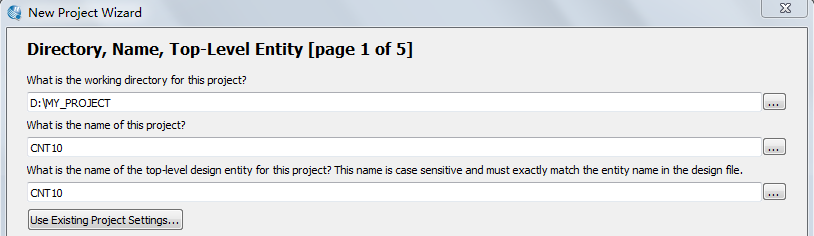 New Project Wizard
Directory, Name, Top-Level Entity [page 1 of 5]
What is the working directory for this project?
D:\MY_PROJECT
...
What is the name of this project?
CNT10
...
What is the name of the top-level design entity for this project? This name is case sensitive and must exactly match the entity name in the design file.
CNT10
...
Use Existing Project Settings...